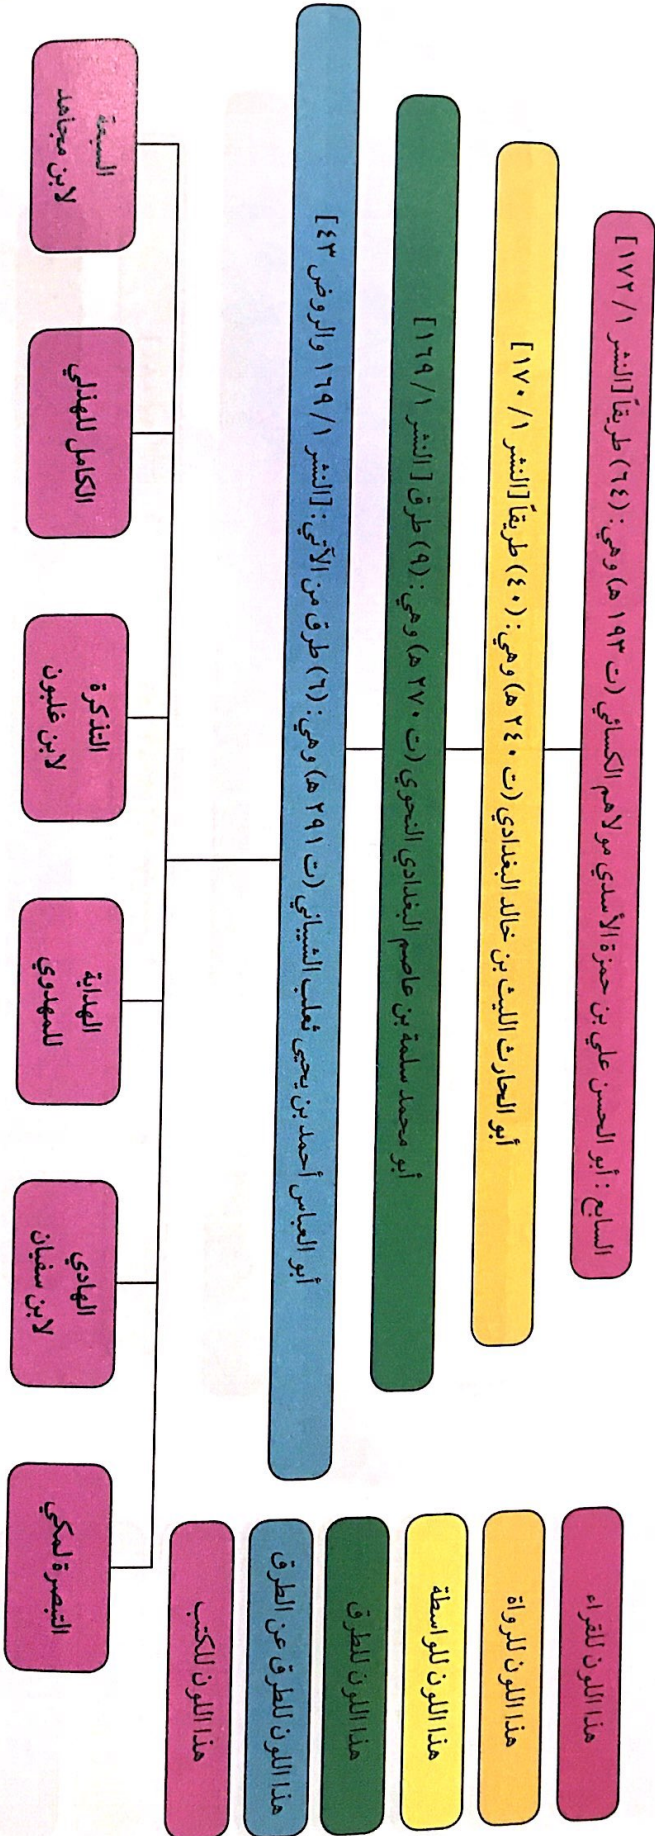 السابع : أبو الحسن علي بن حمزة الأسدي مولاهم الكسائي (ت ١٩٣ هـ) وهي : (٦٤) طريقاً [النشر ١/ ١٧٢]
أبو الحارث الليث بن خالد البغدادي (ت ٢٤٠ هـ) وهي : (٤٠) طريقاً [النشر ١/ ١٧٠]
أبو محمد سلمة بن عاصم البغدادي النحوي (ت ٢٧٠ هـ) وهي : (٩) طرق [النشر ١/ ١٦٩]
أبو العباس أحمد بن يحيى ثعلب الشيباني (ت ٢٩١ هـ) وهي : (٦) طرق من الآتي : [النشر ١/ ١٦٩ والروض ٤٣]
التبصرة لمكي
الهادي
لابن سفيان
الهداية
للمهدوي
التذكرة
لابن غلبون
الكامل للهذلي
السبعة
لابن مجاهد
هذا اللون للقراء
هذا اللون للرواة
هذا اللون للواسطة
هذا اللون للطرق
هذا اللون للطرق عن الطرق
هذا اللون للكتب